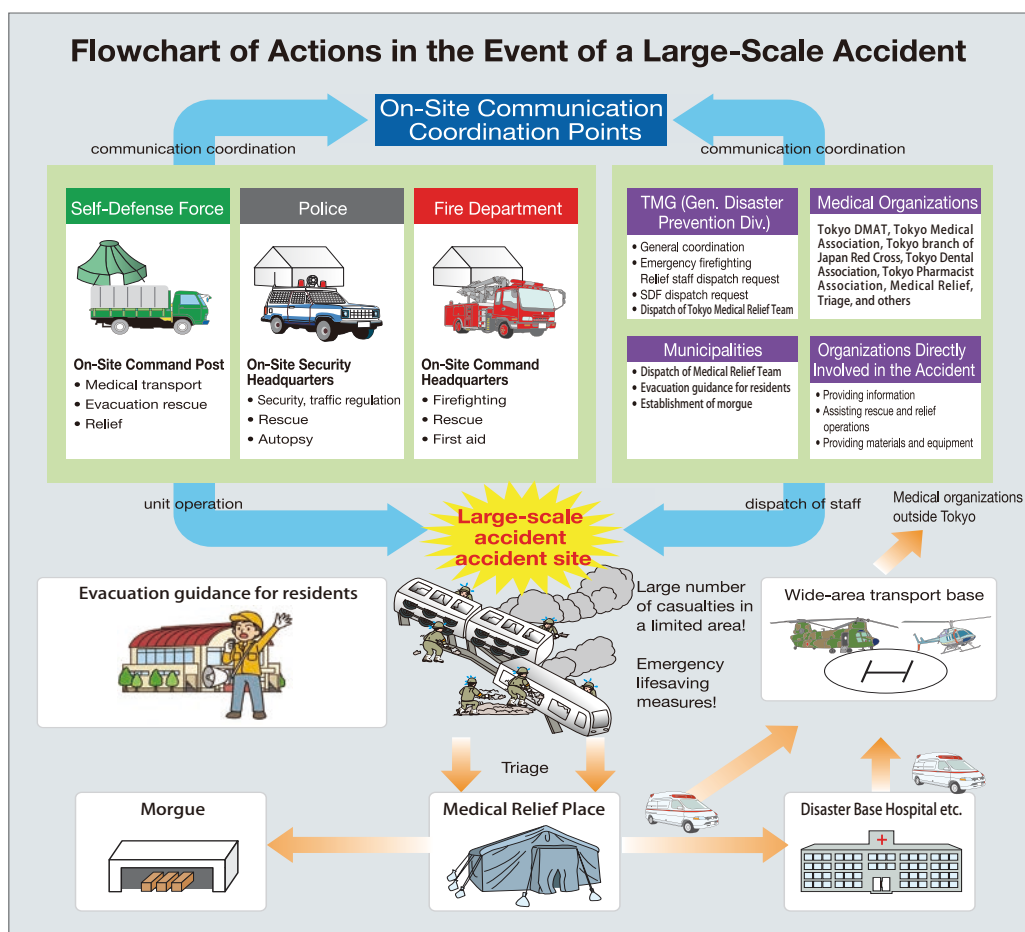 Flowchart of Actions in the Event of a Large-Scale Accident
On-Site Communication
Coordination Points
communication coordination
communication coordination
Self-Defense Force
On-Site Command Post
• Medical transport
• Evacuation rescue
• Relief
Police
On-Site Security
Headquarters
• Security, traffic regulation
• Rescue
• Autopsy
Fire Department
On-Site Command
Headquarters
• Firefighting
• Rescue
• First aid
TMG (Gen. Disaster
Prevention Div.)
• General coordination
• Emergency firefighting
Relief staff dispatch request
• SDF dispatch request
• Dispatch of Tokyo Medical Relief Team
Medical Organizations
Tokyo DMAT, Tokyo Medical
Association, Tokyo branch of
Japan Red Cross, Tokyo Dental
Association, Tokyo Pharmacist
Association, Medical Relief,
Triage, and others
Municipalities
• Dispatch of Medical Relief Team
• Evacuation guidance for residents
• Establishment of morgue
Organizations Directly
Involved in the Accident
• Providing information
• Assisting rescue and relief
operations
• Providing materials and equipment
unit operation
dispatch of staff
Medical organizations
outside Tokyo
Large-scale
accident
accident site
Evacuation guidance for residents
Large number
of casualties in
a limited area!
Emergency
lifesaving
measures!
Wide-area transport base
H
Triage
Morgue
Medical Relief Place
Disaster Base Hospital etc.